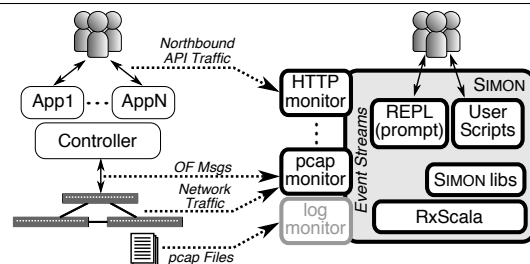 Northbound
API Traffic
App1
AppN
Controller
OF Msgs
Network
Traffic
pcap Files
HTTP
monitor
pcap
monitor
log
monitor
Event Streams
SIMON
REPL
(prompt)
User
Scripts
SIMON libs
RxScala